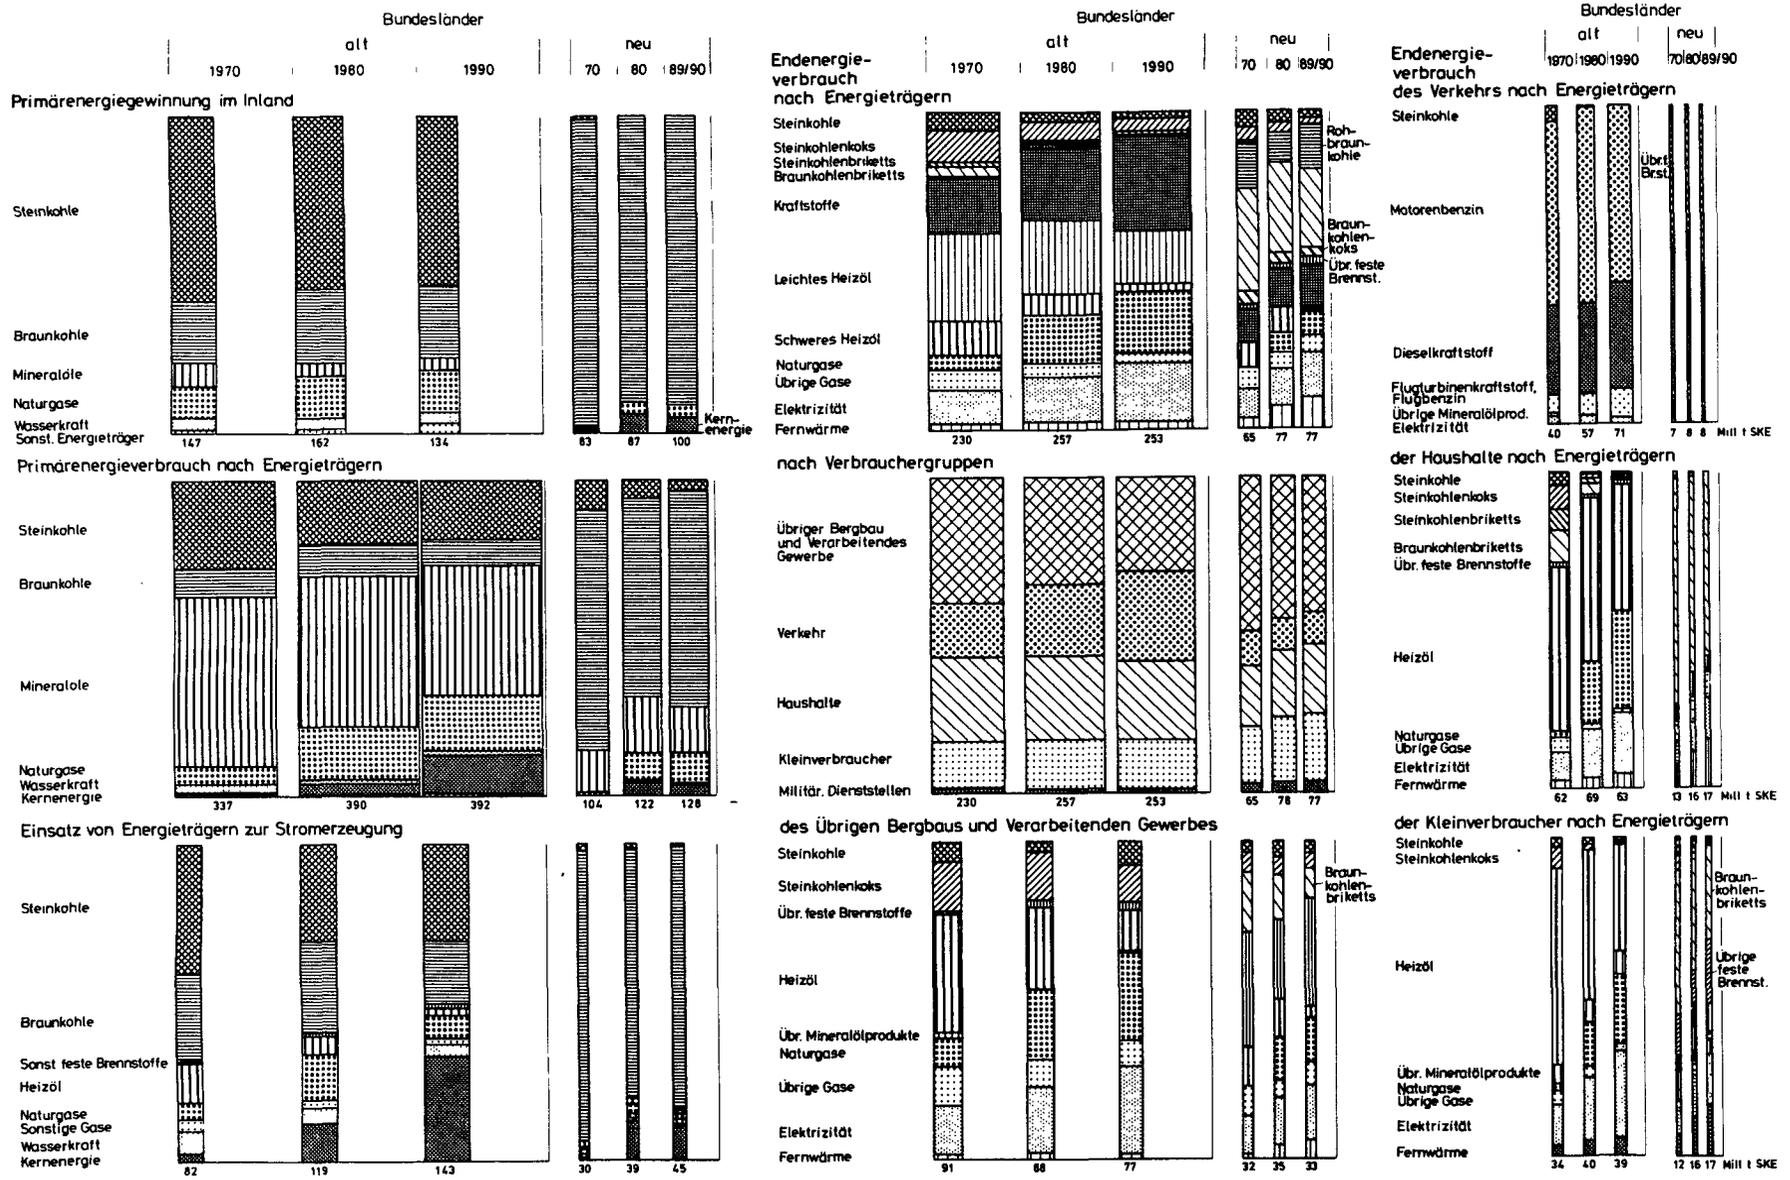 Bundesländer
alt
neu
1970
1980
1990
70
80
89/90
Primärenergiegewinnung im Inland
Steinkohle
Braunkohle
Mineralöle
Naturgase
Wasserkraft
Sonst. Energieträger
Kern-
energie
147
162
134
83
87
100
Primärenergieverbrauch nach Energieträgern
Steinkohle
Braunkohle
Mineralöle
Naturgase
Wasserkraft
Kernenergie
337
390
392
104
122
128
Einsatz von Energieträgern zur Stromerzeugung
Steinkohle
Braunkohle
Sonst feste Brennstoffe
Heizöl
Naturgase
Sonstige Gase
Wasserkraft
Kernenergie
82
119
143
30
39
45
Bundesländer
alt
neu
Endenergie-
verbrauch
1970
1980
1990
70
80
89/90
nach Energieträgern
Steinkohle
Steinkohlenkoks
Steinkohlenbriketts
Braunkohlenbriketts
Kraftstoffe
Leichtes Heizöl
Schweres Heizöl
Naturgase
Übrige Gase
Elektrizität
Fernwärme
Roh-
braun-
kohle
Braun-
kohlen-
koks
Übr. feste
Brennst.
230
257
253
65
77
77
nach Verbrauchergruppen
Übriger Bergbau
und Verarbeitendes
Gewerbe
Verkehr
Haushalte
Kleinverbraucher
Militär. Dienststellen
230
257
253
65
78
77
des Übrigen Bergbaus und Verarbeitenden Gewerbes
Steinkohle
Steinkohlenkoks
Übr. feste Brennstoffe
Heizöl
Übr. Mineralölprodukte
Naturgase
Übrige Gase
Elektrizität
Fernwärme
Braun-
kohlen-
briketts
91
88
77
32
35
33
Bundesländer
alt
neu
Endenergie-
verbrauch
1970
1980
1990
70
80
89/90
des Verkehrs nach Energieträgern
Steinkohle
Übr.f.
Br.st.
Motorenbenzin
Dieselkraftstoff
Flugturbinenkraftstoff,
Flugbenzin
Übrige Mineralölprod.
Elektrizität
40
57
71
7
8
8
Mill t SKE
der Haushalte nach Energieträgern
Steinkohle
Steinkohlenkoks
Steinkohlenbriketts
Braunkohlenbriketts
Übr. feste Brennstoffe
Heizöl
Naturgase
Übrige Gase
Elektrizität
Fernwärme
62
69
63
13
16
17
Mill t SKE
der Kleinverbraucher nach Energieträgern
Steinkohle
Steinkohlenkoks
Braun-
kohlen-
briketts
Heizöl
Übrige
feste
Brennst.
Übr. Mineralölprodukte
Naturgase
Übrige Gase
Elektrizität
Fernwärme
34
40
39
12
16
17
Mill t SKE